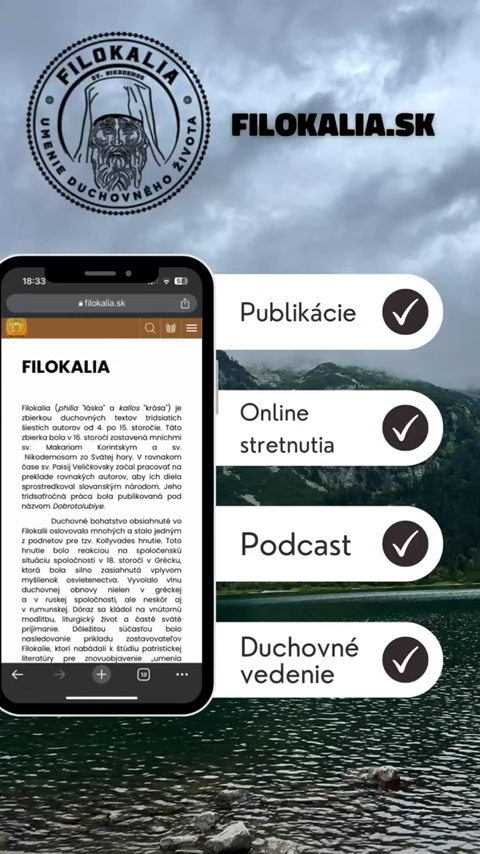 FILOKALIA
SV. NIKODEMOS
UMENIE DUCHOVNÉHO ŽIVOTA
FILOKALIA.SK
18:33
filokalia.sk
FILOKALIA
Filokalia (philia "láska" a kallos "krása") je
zbierkou duchovných textov tridsiatich
šiestich autorov od 4. po 15. storočie. Táto
zbierka bola v 16. storočí zostavená mníchmi
sv. Makariom Korintskym a sv.
Nikodemosom zo Svätej hory. V rovnakom
čase sv. Paisij Veličkovsky začal pracovať na
preklade rovnakých autorov, aby ich diela
sprostredkoval slovanským národom. Jeho
tridsaťročná práca bola publikovaná pod
názvom Dobrotolubiye.
Duchovné bohatstvo obsiahnuté vo
Filokalii oslovovalo mnohých a stalo jedným
z podnetov pre tzv. Kollyvades hnutie. Toto
hnutie bolo reakciou na spoločenskú
situáciu spoločnosti v 18. storočí v Grécku,
ktorá bola silno zasiahnutá vplyvom
myšlienok osvietenectva. Vyvolalo vlnu
duchovnej obnovy nielen v gréckej
a v ruskej spoločnosti, ale neskôr aj
v rumunskej. Dôraz sa kládol na vnútornú
modlitbu, liturgický život a časté sväté
prijímanie. Dôležitou súčasťou bolo
nasledovanie príkladu zostavovateľov
Filokalie, ktorí nabádali k štúdiu patristickej
literatúry pre znovuobjavenie „umenia
18
Publikácie
Online
stretnutia
Podcast
Duchovné
vedenie